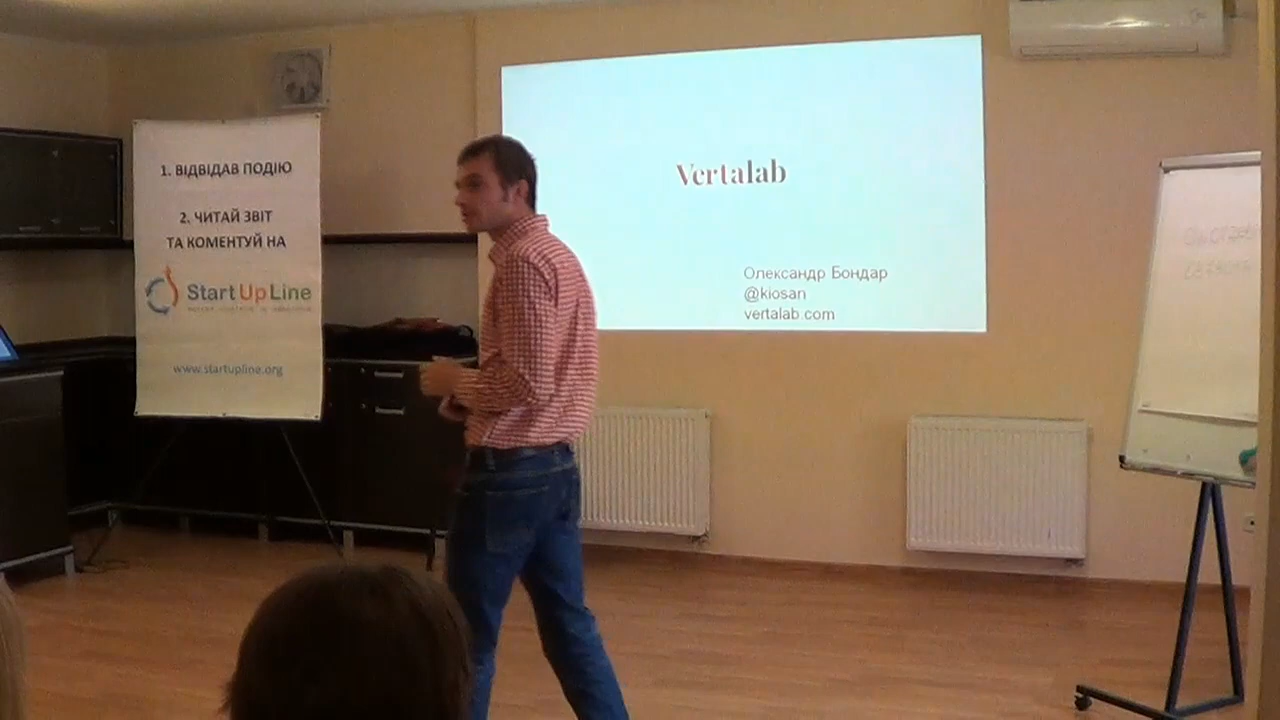 1. ВІДВІДАВ ПОДІЮ
2. ЧИТАЙ ЗВІТ
ТА КОМЕНТУЙ НА
StartUpLine
www.startupline.org
Vertalab
Олександр Бондар
@kiosan
vertalab.com